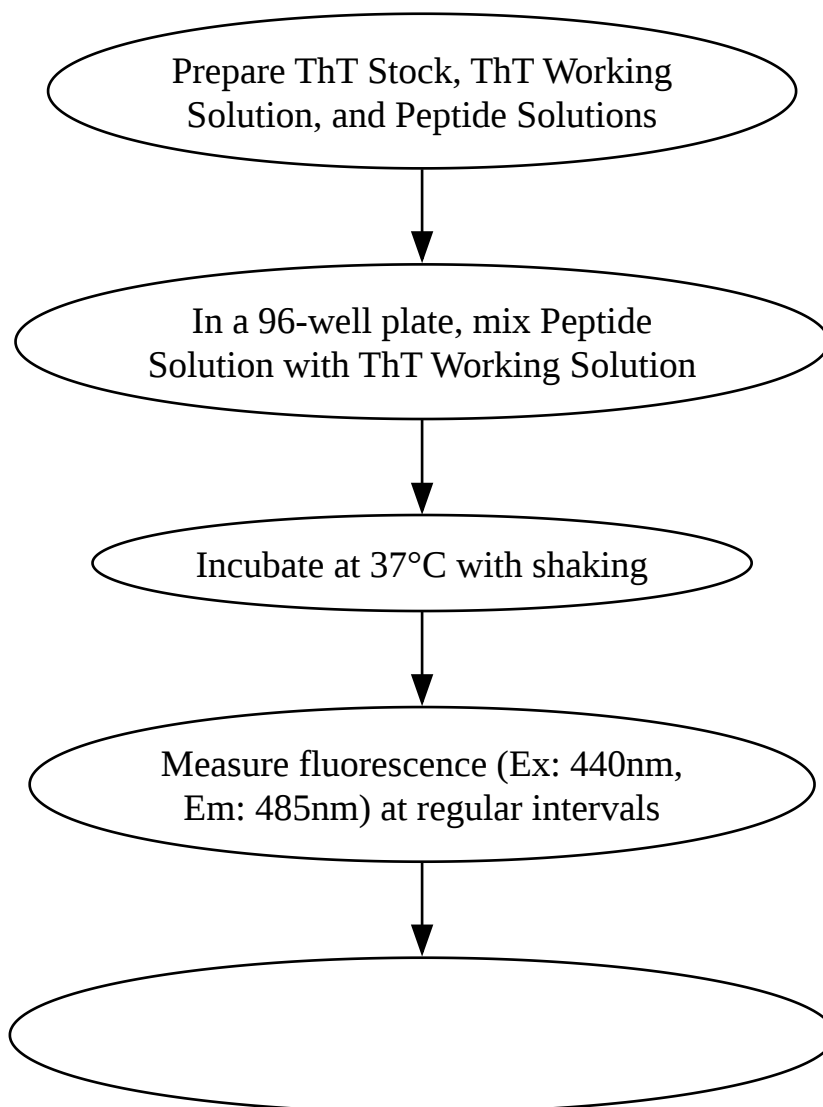 Prepare ThT Stock, ThT Working
Solution, and Peptide Solutions
In a 96-well plate, mix Peptide
Solution with ThT Working Solution
Incubate at 37°C with shaking
Measure fluorescence (Ex: 440nm,
Em: 485nm) at regular intervals